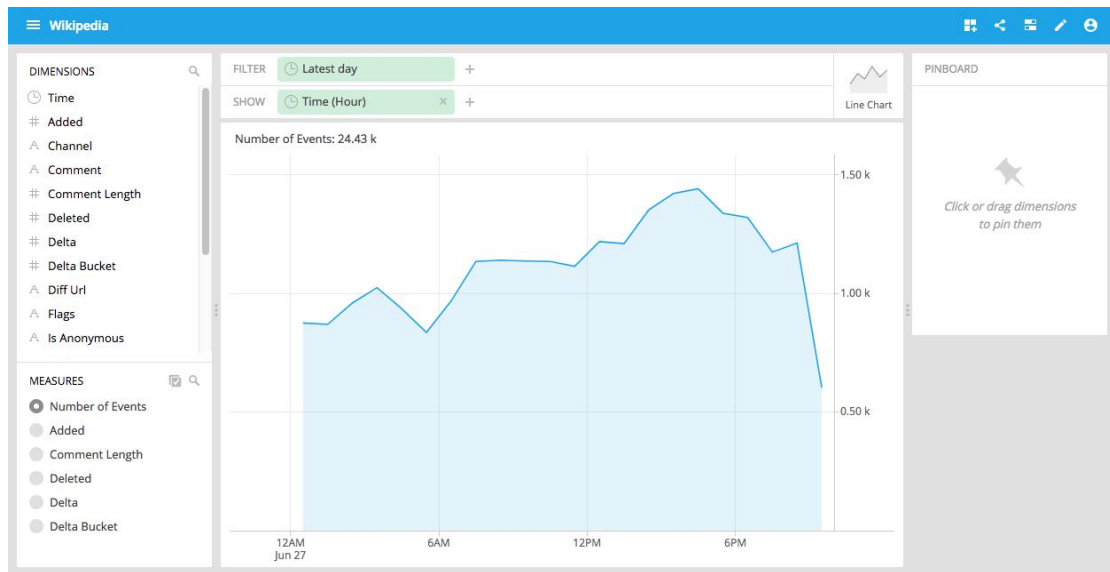 Wikipedia
DIMENSIONS
Time
# Added
A Channel
A Comment
# Comment Length
# Deleted
# Delta
# Delta Bucket
A Diff Url
A Flags
A Is Anonymous
MEASURES
Number of Events
Added
Comment Length
Deleted
Delta
Delta Bucket
FILTER Latest day +
SHOW Time (Hour) × +
Line Chart
Number of Events: 24.43 k
1.50 k
1.00 k
0.50 k
12AM 6AM 12PM 6PM
Jun 27
PINBOARD
Click or drag dimensions
to pin them